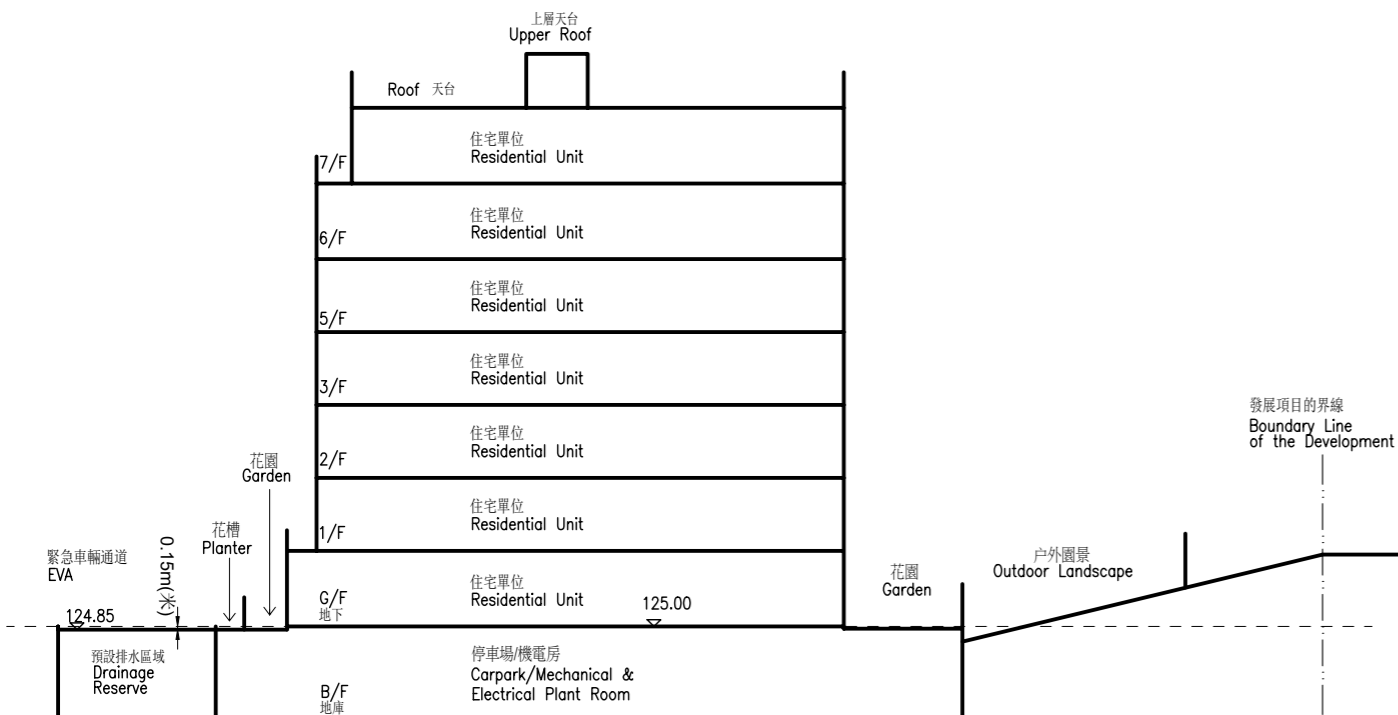 上層天台
Upper Roof
Roof 天台
住宅單位
Residential Unit
7/F
住宅單位
Residential Unit
6/F
住宅單位
Residential Unit
5/F
住宅單位
Residential Unit
3/F
住宅單位
Residential Unit
2/F
住宅單位
Residential Unit
1/F
住宅單位
Residential Unit
G/F
地下
125.00
花園
Garden
花槽
Planter
0.15m(米)
緊急車輛通道
EVA
124.85
預設排水區域
Drainage
Reserve
停車場/機電房
Carpark/Mechanical &
Electrical Plant Room
B/F
地庫
花園
Garden
户外園景
Outdoor Landscape
發展項目的界線
Boundary Line
of the Development